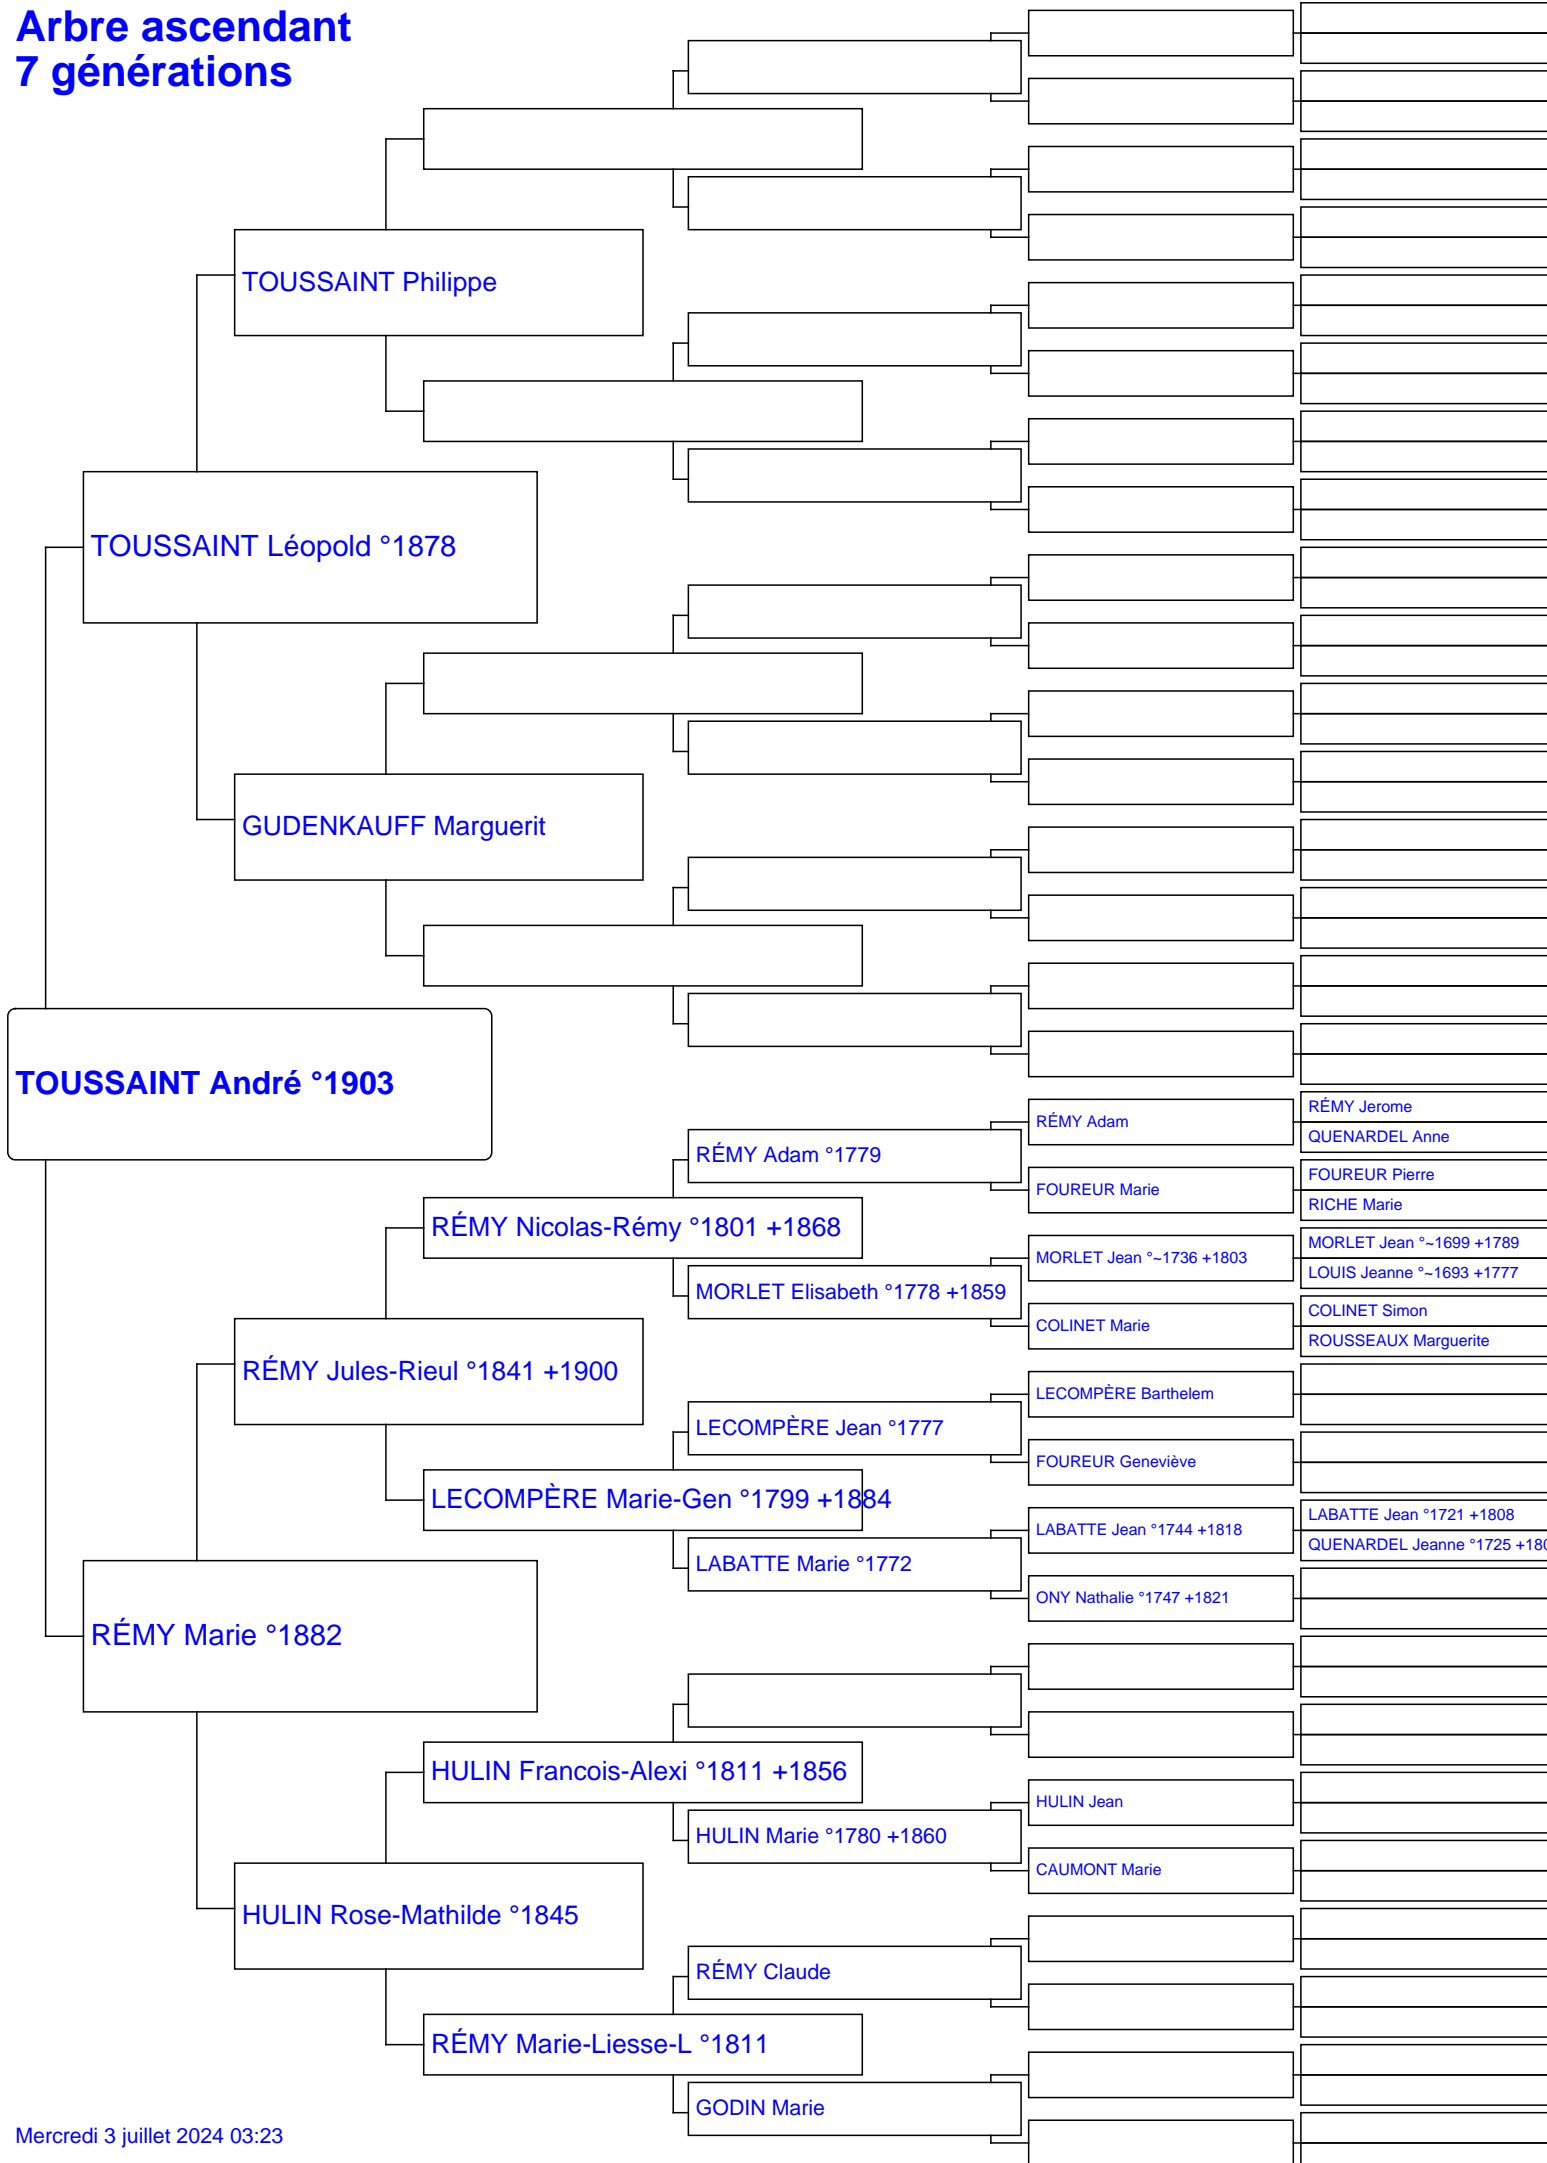 Arbre ascendant
7 générations
TOUSSAINT Philippe
TOUSSAINT Léopold °1878
GUDENKAUFF Marguerit
TOUSSAINT André °1903
RÉMY Jerome
RÉMY Adam
QUENARDEL Anne
RÉMY Adam °1779
FOUREUR Pierre
FOUREUR Marie
RICHE Marie
RÉMY Nicolas-Rémy °1801 +1868
MORLET Jean °~1699 +1789
MORLET Jean °~1736 +1803
LOUIS Jeanne °~1693 +1777
MORLET Elisabeth °1778 +1859
COLINET Simon
COLINET Marie
ROUSSEAUX Marguerite
RÉMY Jules-Rieul °1841 +1900
LECOMPÈRE Barthelem
LECOMPÈRE Jean °1777
FOUREUR Geneviève
LECOMPÈRE Marie-Gen °1799 +1884
LABATTE Jean °1721 +1808
LABATTE Jean °1744 +1818
QUENARDEL Jeanne °1725
LABATTE Marie °1772
ONY Nathalie °1747 +1821
RÉMY Marie °1882
HULIN Francois-Alexi °1811 +1856
HULIN Jean
HULIN Marie °1780 +1860
CAUMONT Marie
HULIN Rose-Mathilde °1845
RÉMY Claude
RÉMY Marie-Liesse-L °1811
GODIN Marie
Mercredi 3 juillet 2024 03:23